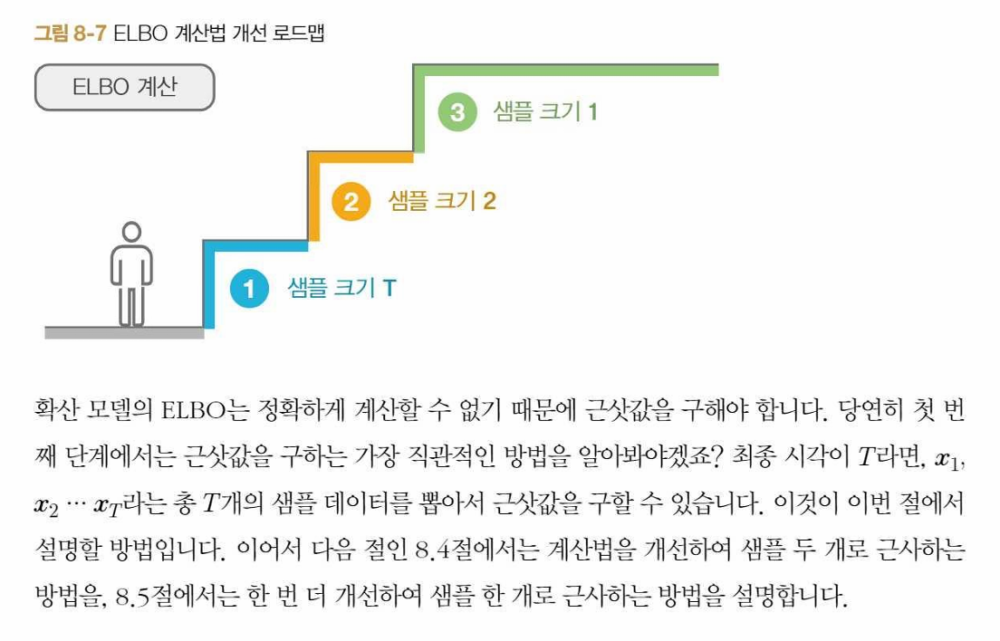 그림 8-7 ELBO 계산법 개선 로드맵
ELBO 계산
3 샘플 크기 1
2 샘플 크기 2
1 샘플 크기 T
확산 모델의 ELBO는 정확하게 계산할 수 없기 때문에 근삿값을 구해야 합니다. 당연히 첫 번
째 단계에서는 근삿값을 구하는 가장 직관적인 방법을 알아봐야겠죠? 최종 시각이 T라면, x₁,
x₂ ⋯ x_T라는 총 T개의 샘플 데이터를 뽑아서 근삿값을 구할 수 있습니다. 이것이 이번 절에서
설명할 방법입니다. 이어서 다음 절인 8.4절에서는 계산법을 개선하여 샘플 두 개로 근사하는
방법을, 8.5절에서는 한 번 더 개선하여 샘플 한 개로 근사하는 방법을 설명합니다.